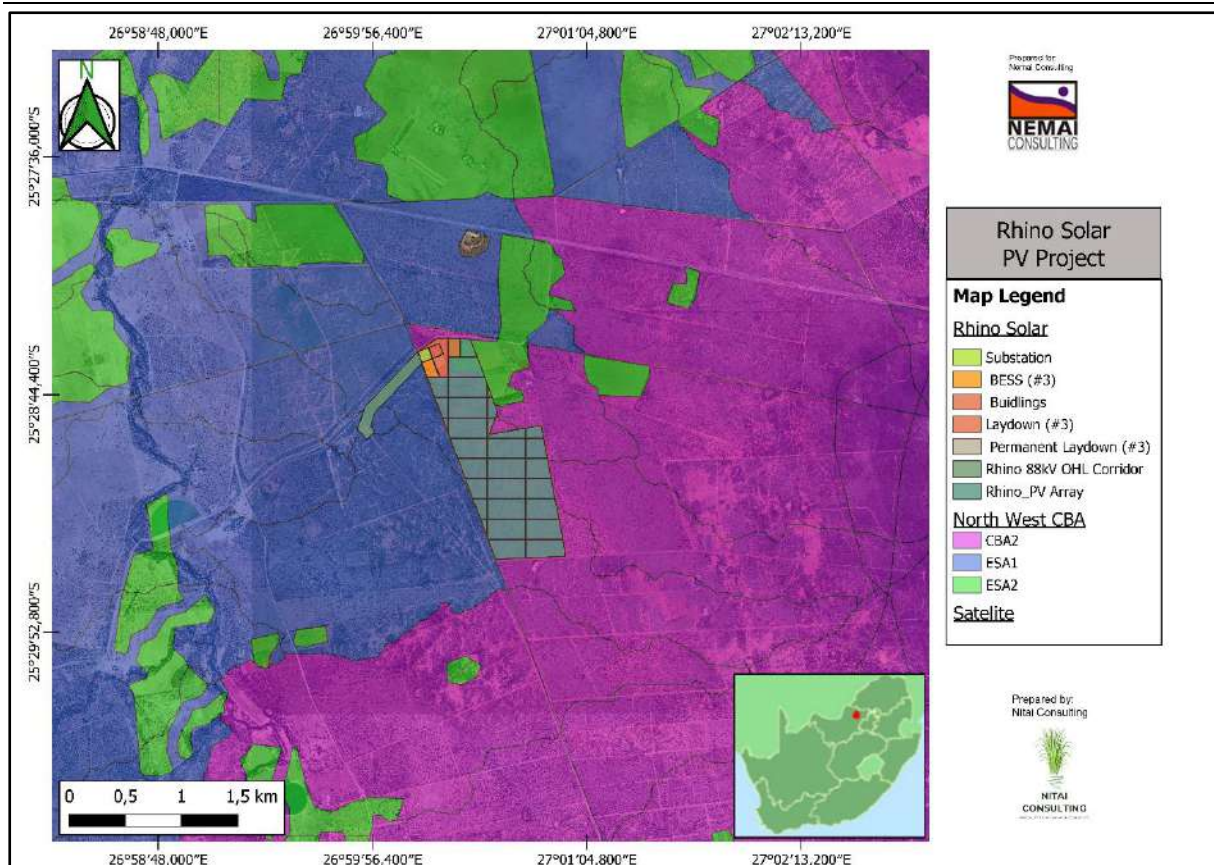 26°58'48,000"E 26°59'56,400"E 27°01'04,800"E 27°02'13,200"E
N
25°27'36,000"S
25°28'44,400"S
25°29'52,800"S
Prepared for:
Nemai Consulting
NEMAI
CONSULTING
Rhino Solar
PV Project
Map Legend
Rhino Solar
Substation
BESS (#3)
Buidlings
Laydown (#3)
Permanent Laydown (#3)
Rhino 88kV OHL Corridor
Rhino_PV Array
North West CBA
CBA2
ESA1
ESA2
Satelite
Prepared by:
Nitai Consulting
NITAI
CONSULTING
0 0,5 1 1,5 km
26°58'48,000"E 26°59'56,400"E 27°01'04,800"E 27°02'13,200"E